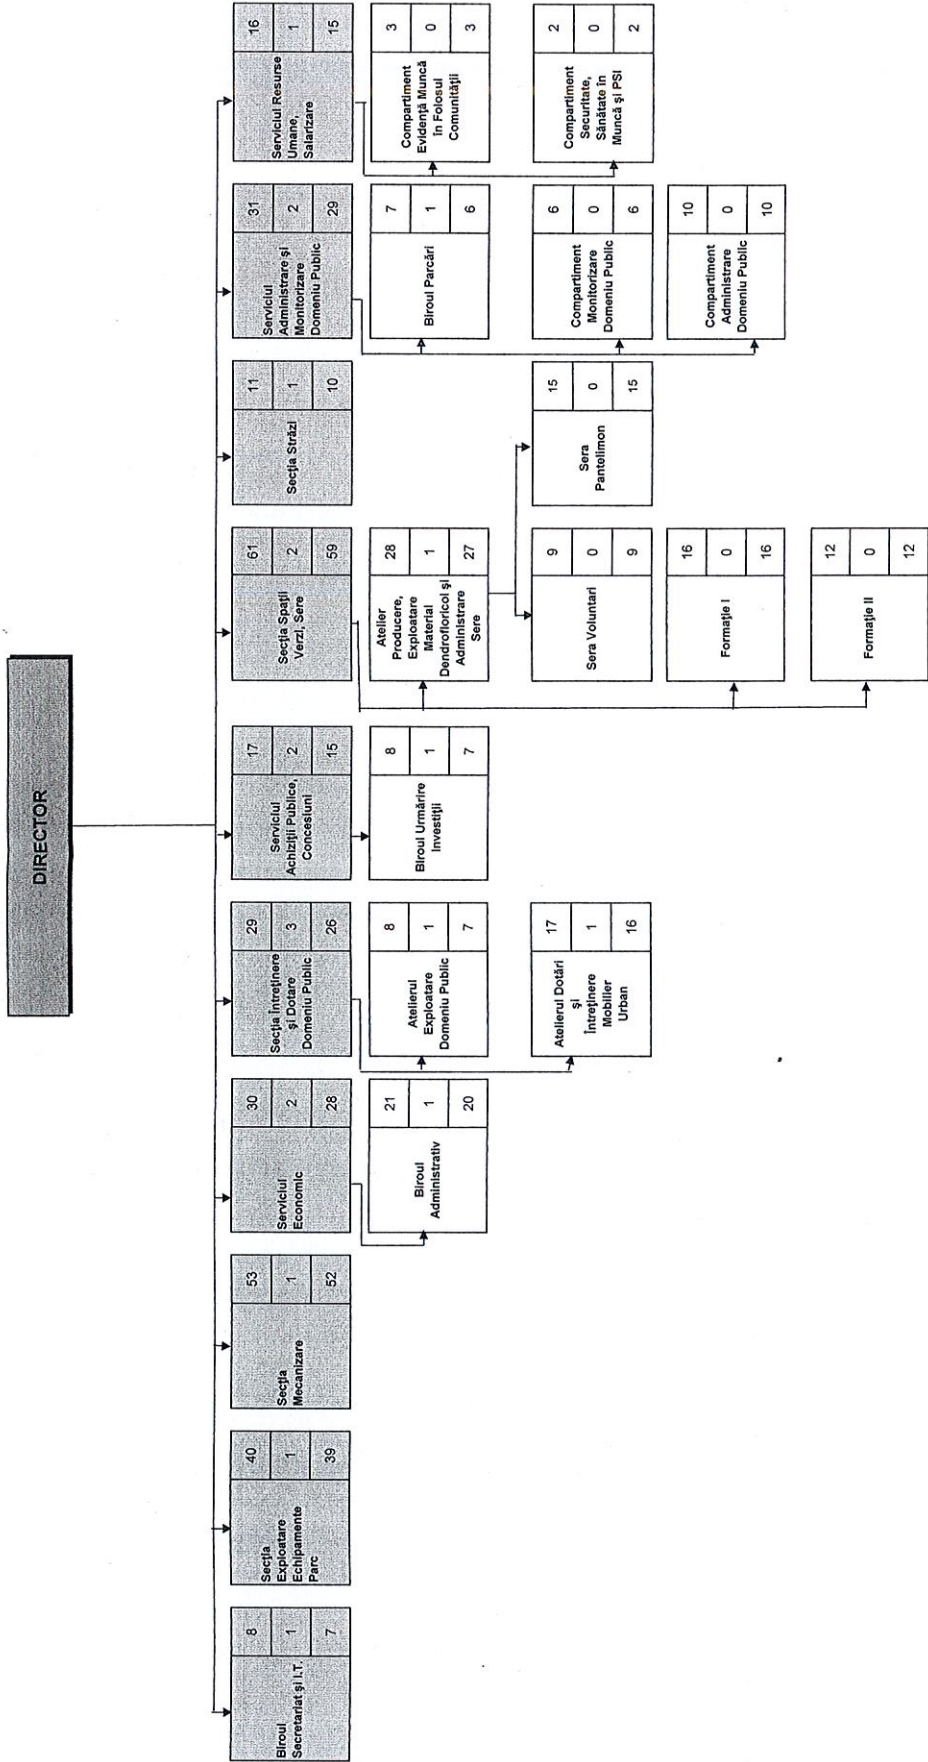 DIRECTOR
Biroul
Secretariat și I.T.
8
1
7
Secția
Exploatare
Echipamente
Parc
40
1
39
Secția
Mecanizare
53
1
52
Serviciul
Economic
30
2
28
Secția Întreținere
și Dotare
Domeniu Public
29
3
26
Serviciul
Achiziții Publice,
Concesiuni
17
2
15
Secția Spații
Verzi, Sere
61
2
59
Secția Străzi
11
1
10
Serviciul
Administrare și
Monitorizare
Domeniu Public
31
2
29
Serviciul Resurse
Umane,
Salarizare
16
1
15
Biroul
Administrativ
21
1
20
Atelierul
Exploatare
Domeniu Public
8
1
7
Biroul Urmărire
Investiții
8
1
7
Atelier
Producere,
Exploatare
Material
Dendrofloricol și
Administrare
Sere
28
1
27
Biroul Parcări
7
1
6
Compartiment
Evidență Muncă
în Folosul
Comunității
3
0
3
Atelierul Dotări
și
Întreținere
Mobilier
Urban
17
1
16
Sera Voluntari
9
0
9
Sera
Pantelimon
15
0
15
Compartiment
Monitorizare
Domeniu Public
6
0
6
Compartiment
Securitate,
Sănătate în
Muncă și PSI
2
0
2
Formație I
16
0
16
Compartiment
Administrare
Domeniu Public
10
0
10
Formație II
12
0
12